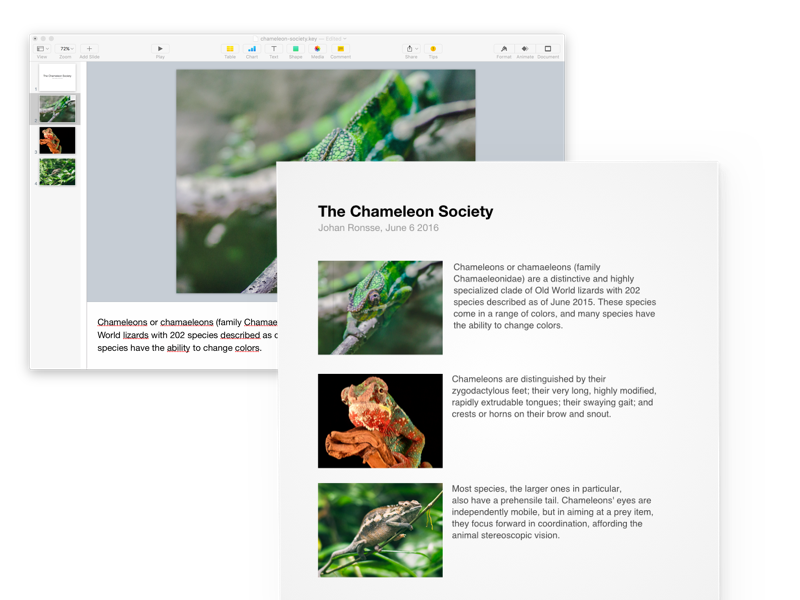 chameleon-society.key — Edited
72%
View
Zoom
Add Slide
Play
Table
Chart
Text
Shape
Media
Comment
Share
Tips
Format
Animate
Document
The Chameleon Society
1
2
3
4
Chameleons or chamaeleons (family Chamae
World lizards with 202 species described as o
species have the ability to change colors.
The Chameleon Society
Johan Ronsse, June 6 2016
Chameleons or chamaeleons (family
Chamaeleonidae) are a distinctive and highly
specialized clade of Old World lizards with 202
species described as of June 2015. These species
come in a range of colors, and many species have
the ability to change colors.
Chameleons are distinguished by their
zygodactylous feet; their very long, highly modified,
rapidly extrudable tongues; their swaying gait; and
crests or horns on their brow and snout.
Most species, the larger ones in particular,
also have a prehensile tail. Chameleons' eyes are
independently mobile, but in aiming at a prey item,
they focus forward in coordination, affording the
animal stereoscopic vision.